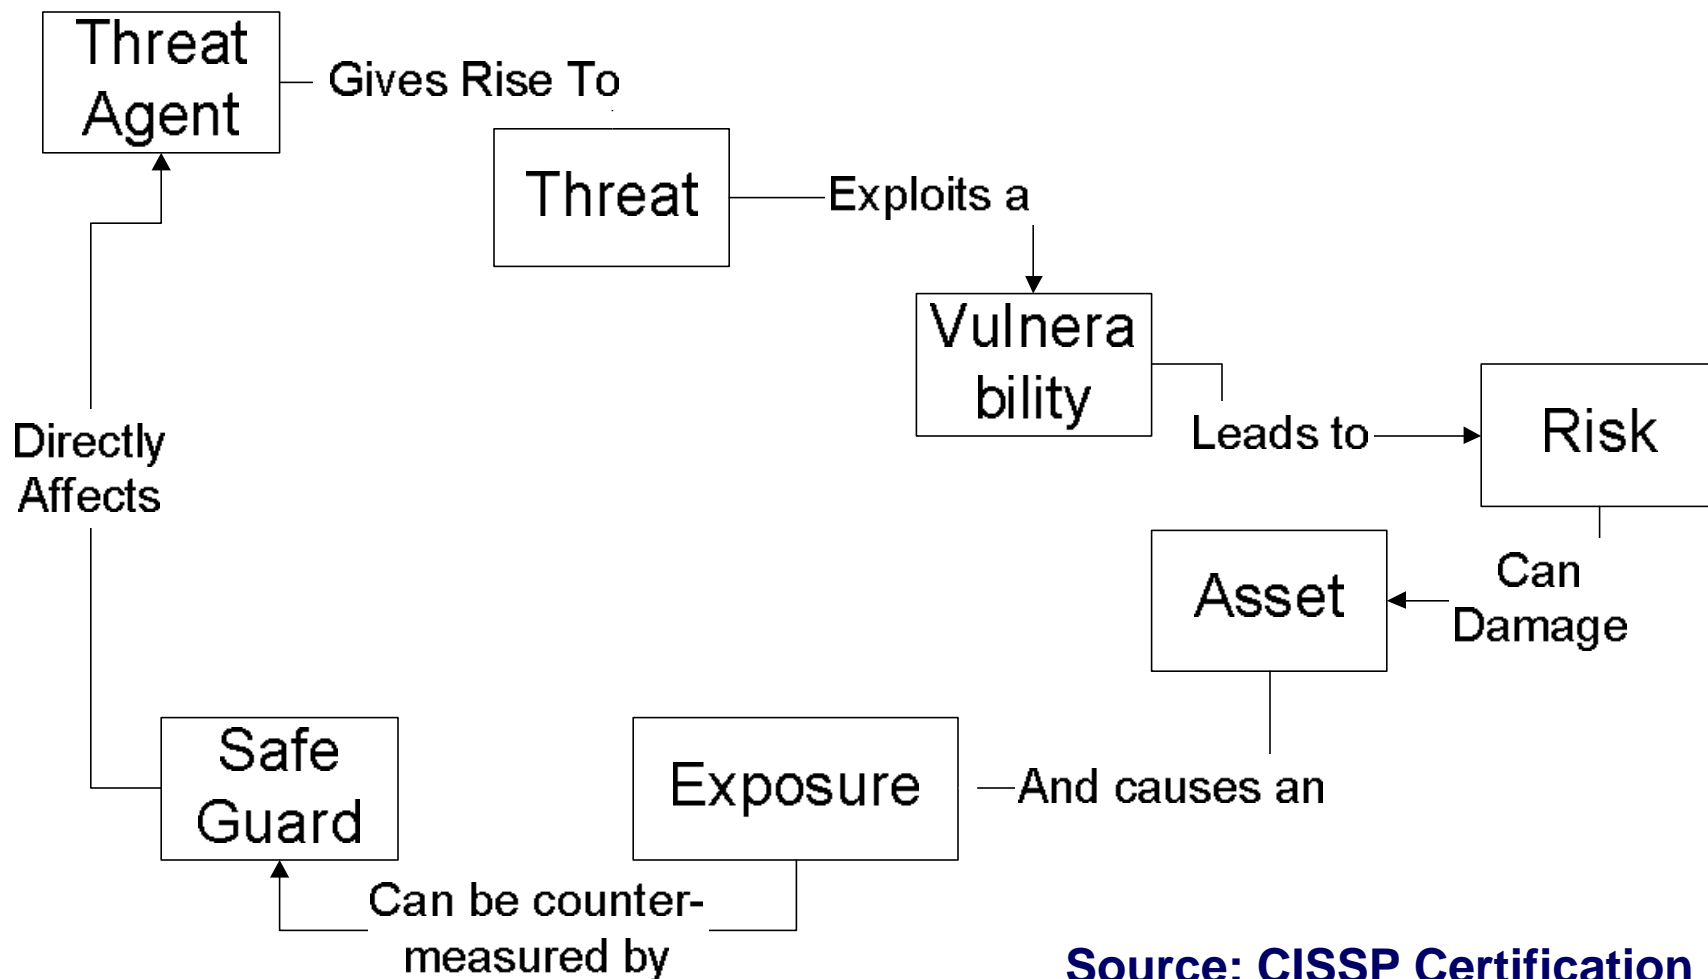 Threat
Agent
Gives Rise To
Threat
Exploits a
Vulnera
bility
Leads to
Risk
Can
Damage
Asset
And causes an
Exposure
Can be counter-
measured by
Safe
Guard
Directly
Affects
Source: CISSP Certification